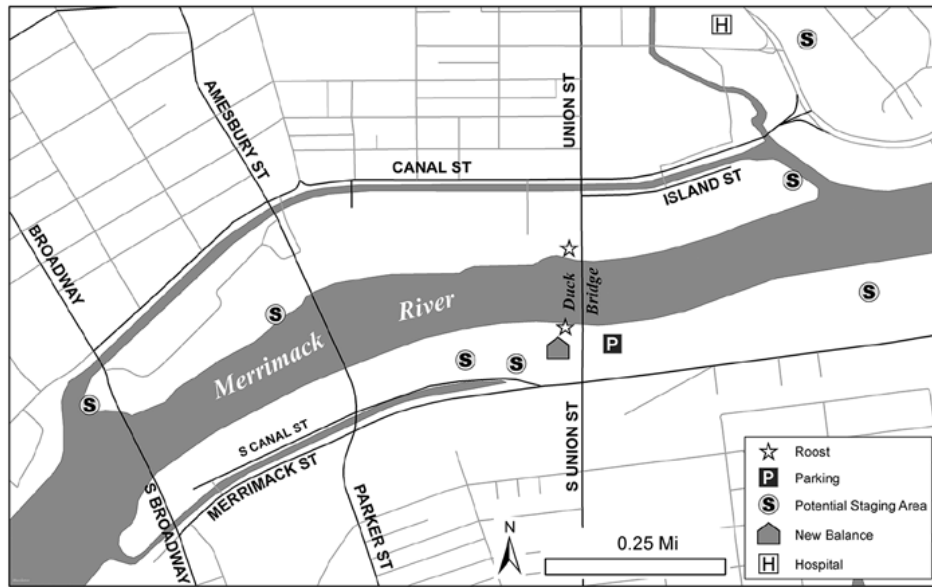 H
S
UNION ST
AMESBURY ST
CANAL ST
S
ISLAND ST
BROADWAY
Duck
Bridge
S
River
S
Merrimack
P
S
S
S
S CANAL ST
MERRIMACK ST
S UNION ST
S BROADWAY
PARKER ST
N
0.25 Mi
Roost
P Parking
S Potential Staging Area
New Balance
H Hospital